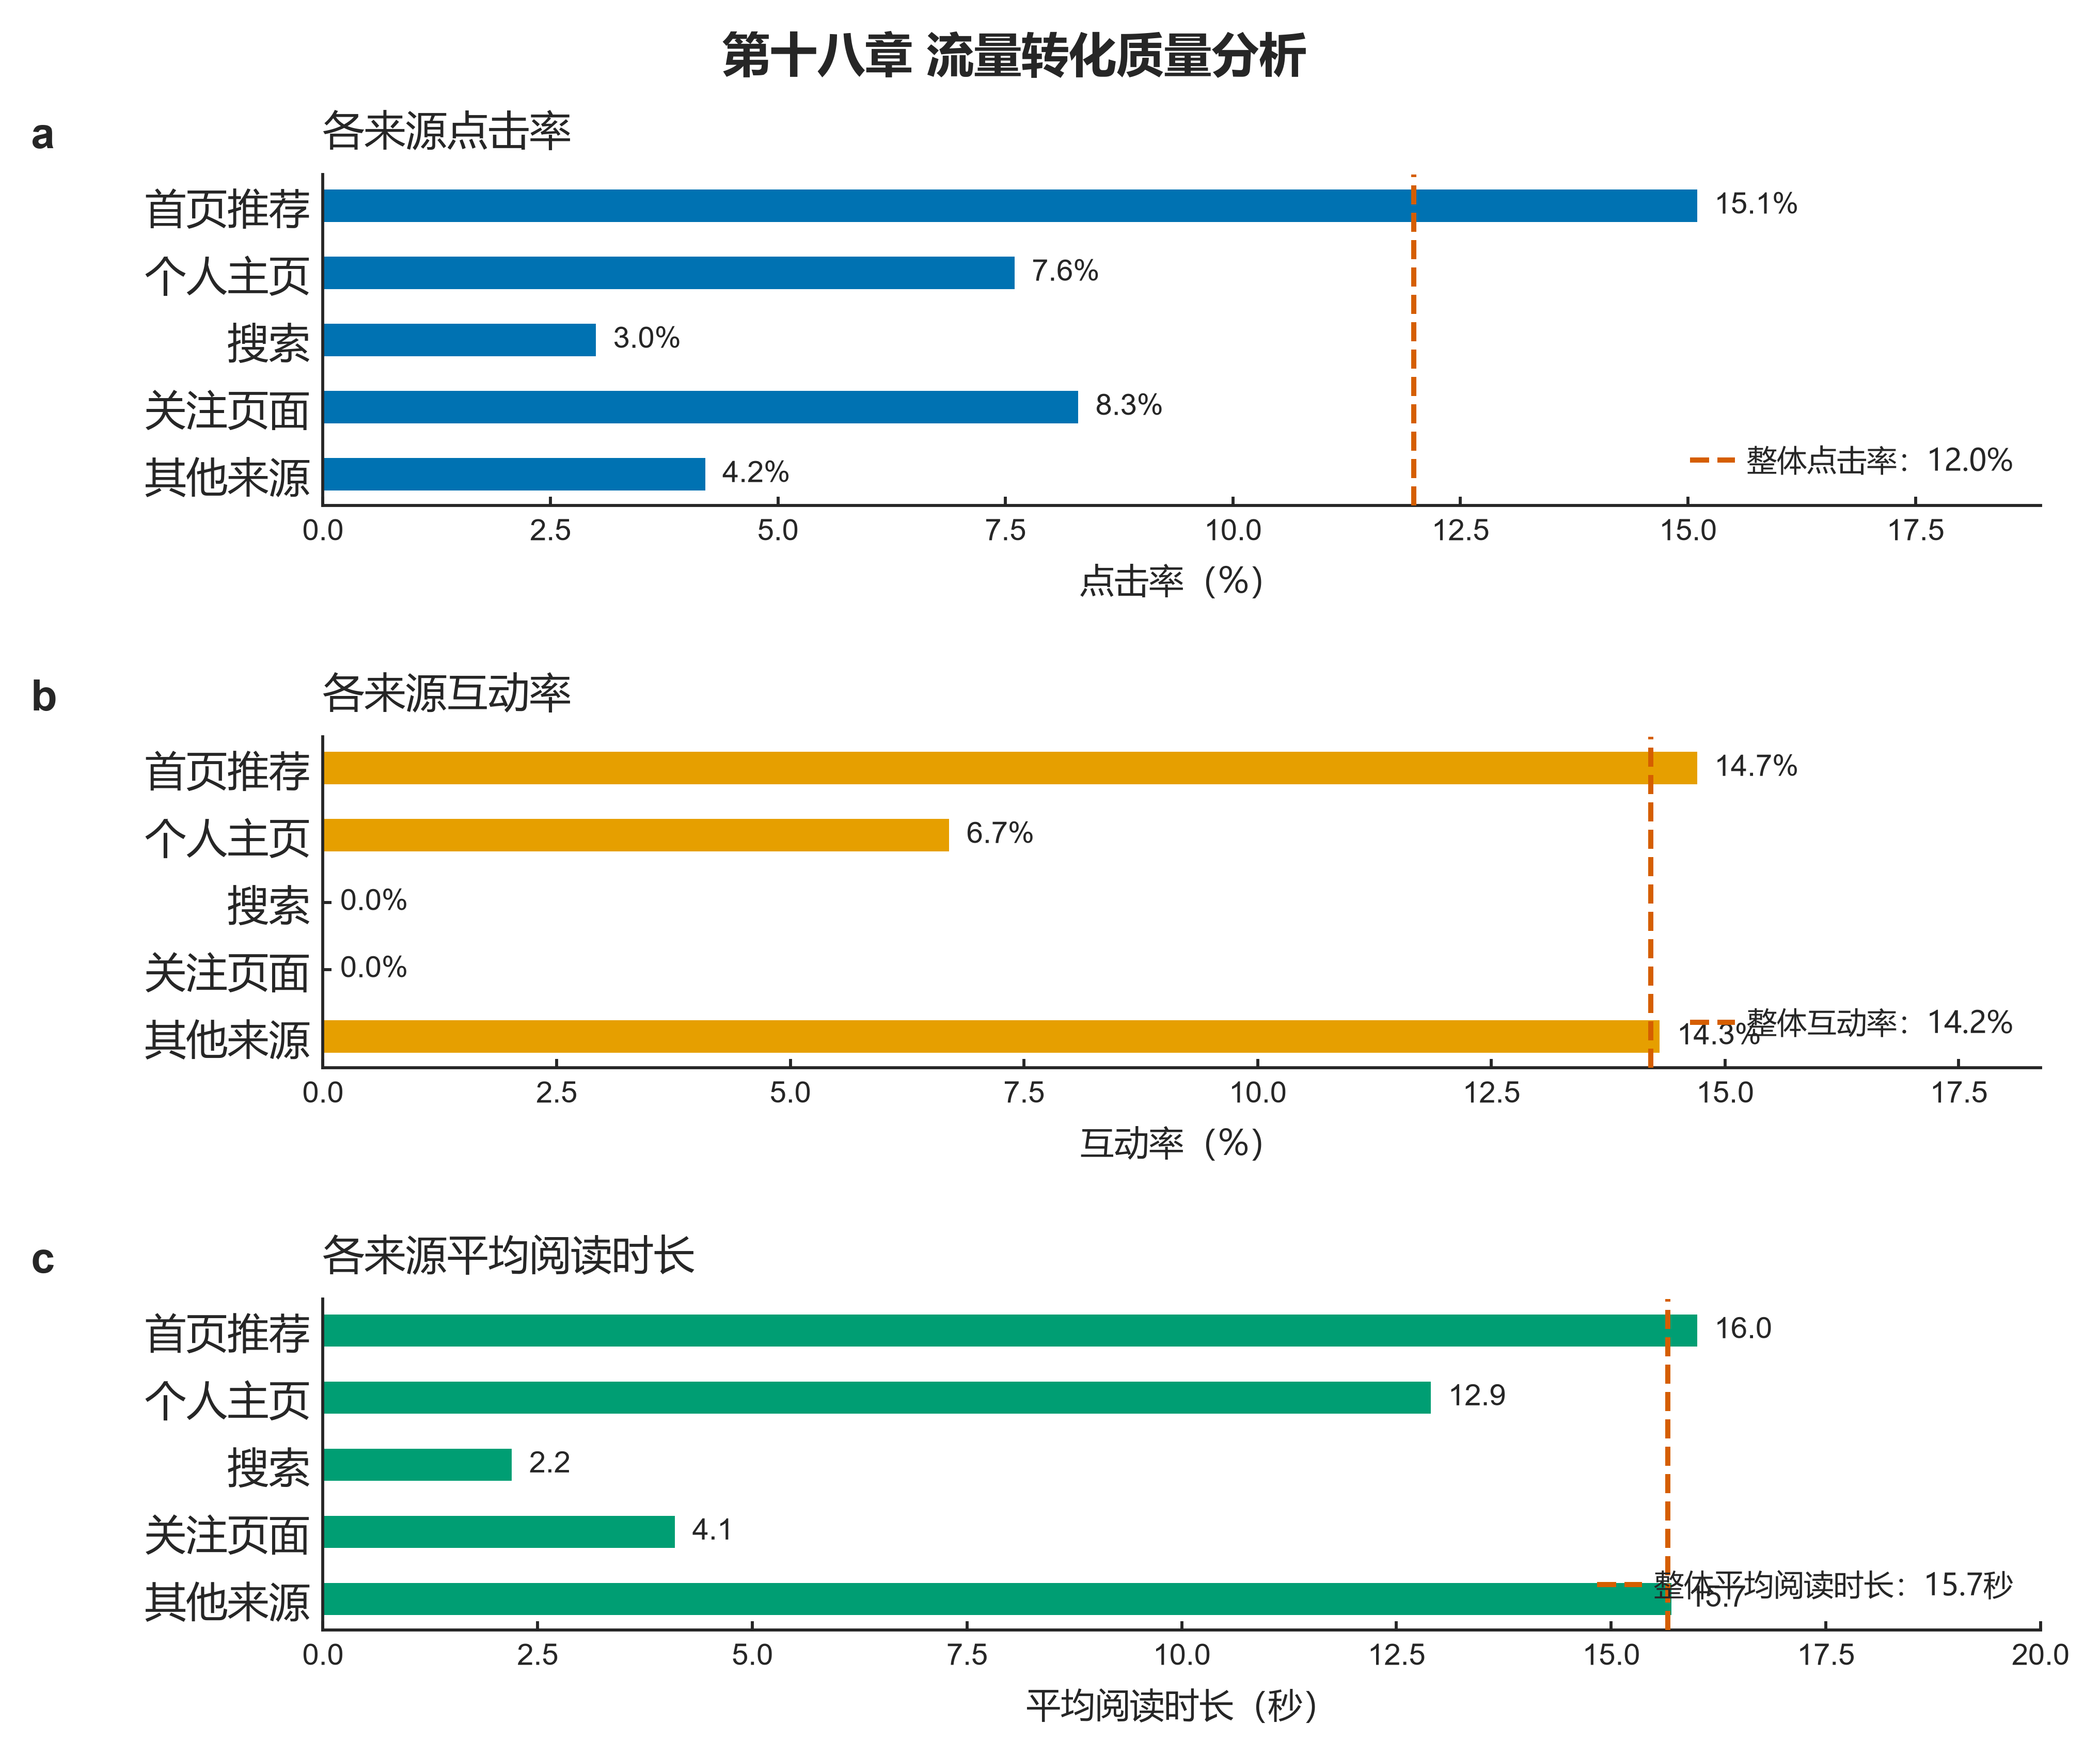 第十八章 流量转化质量分析
a
各来源点击率
首页推荐
15.1%
个人主页
7.6%
搜索
3.0%
关注页面
8.3%
其他来源
4.2%
整体点击率：12.0%
0.0 2.5 5.0 7.5 10.0 12.5 15.0 17.5
点击率（%）
b
各来源互动率
首页推荐
14.7%
个人主页
6.7%
搜索
0.0%
关注页面
0.0%
其他来源
14.3%
整体互动率：14.2%
0.0 2.5 5.0 7.5 10.0 12.5 15.0 17.5
互动率（%）
c
各来源平均阅读时长
首页推荐
16.0
个人主页
12.9
搜索
2.2
关注页面
4.1
其他来源
15.7
整体平均阅读时长：15.7秒
0.0 2.5 5.0 7.5 10.0 12.5 15.0 17.5 20.0
平均阅读时长（秒）